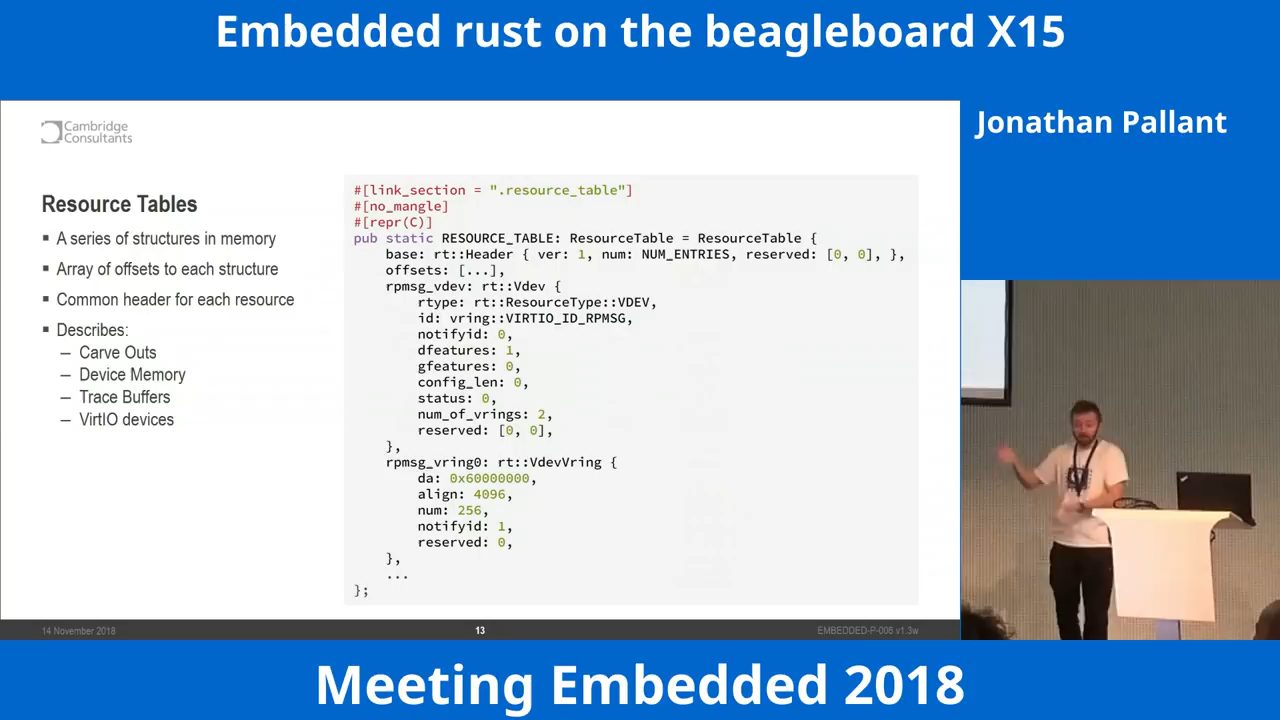 Embedded rust on the beagleboard X15
Jonathan Pallant
Cambridge
Consultants
Resource Tables
▪ A series of structures in memory
▪ Array of offsets to each structure
▪ Common header for each resource
▪ Describes:
– Carve Outs
– Device Memory
– Trace Buffers
– VirtIO devices
#[link_section = ".resource_table"]
#[no_mangle]
#[repr(C)]
pub static RESOURCE_TABLE: ResourceTable = ResourceTable {
    base: rt::Header { ver: 1, num: NUM_ENTRIES, reserved: [0, 0], },
    offsets: [...],
    rpmsg_vdev: rt::Vdev {
        rtype: rt::ResourceType::VDEV,
        id: vring::VIRTIO_ID_RPMSG,
        notifyid: 0,
        dfeatures: 1,
        gfeatures: 0,
        config_len: 0,
        status: 0,
        num_of_vrings: 2,
        reserved: [0, 0],
    },
    rpmsg_vring0: rt::VdevVring {
        da: 0x60000000,
        align: 4096,
        num: 256,
        notifyid: 1,
        reserved: 0,
    },
    ...
};
14 November 2018
13
EMBEDDED-P-006 v1.3w
Meeting Embedded 2018